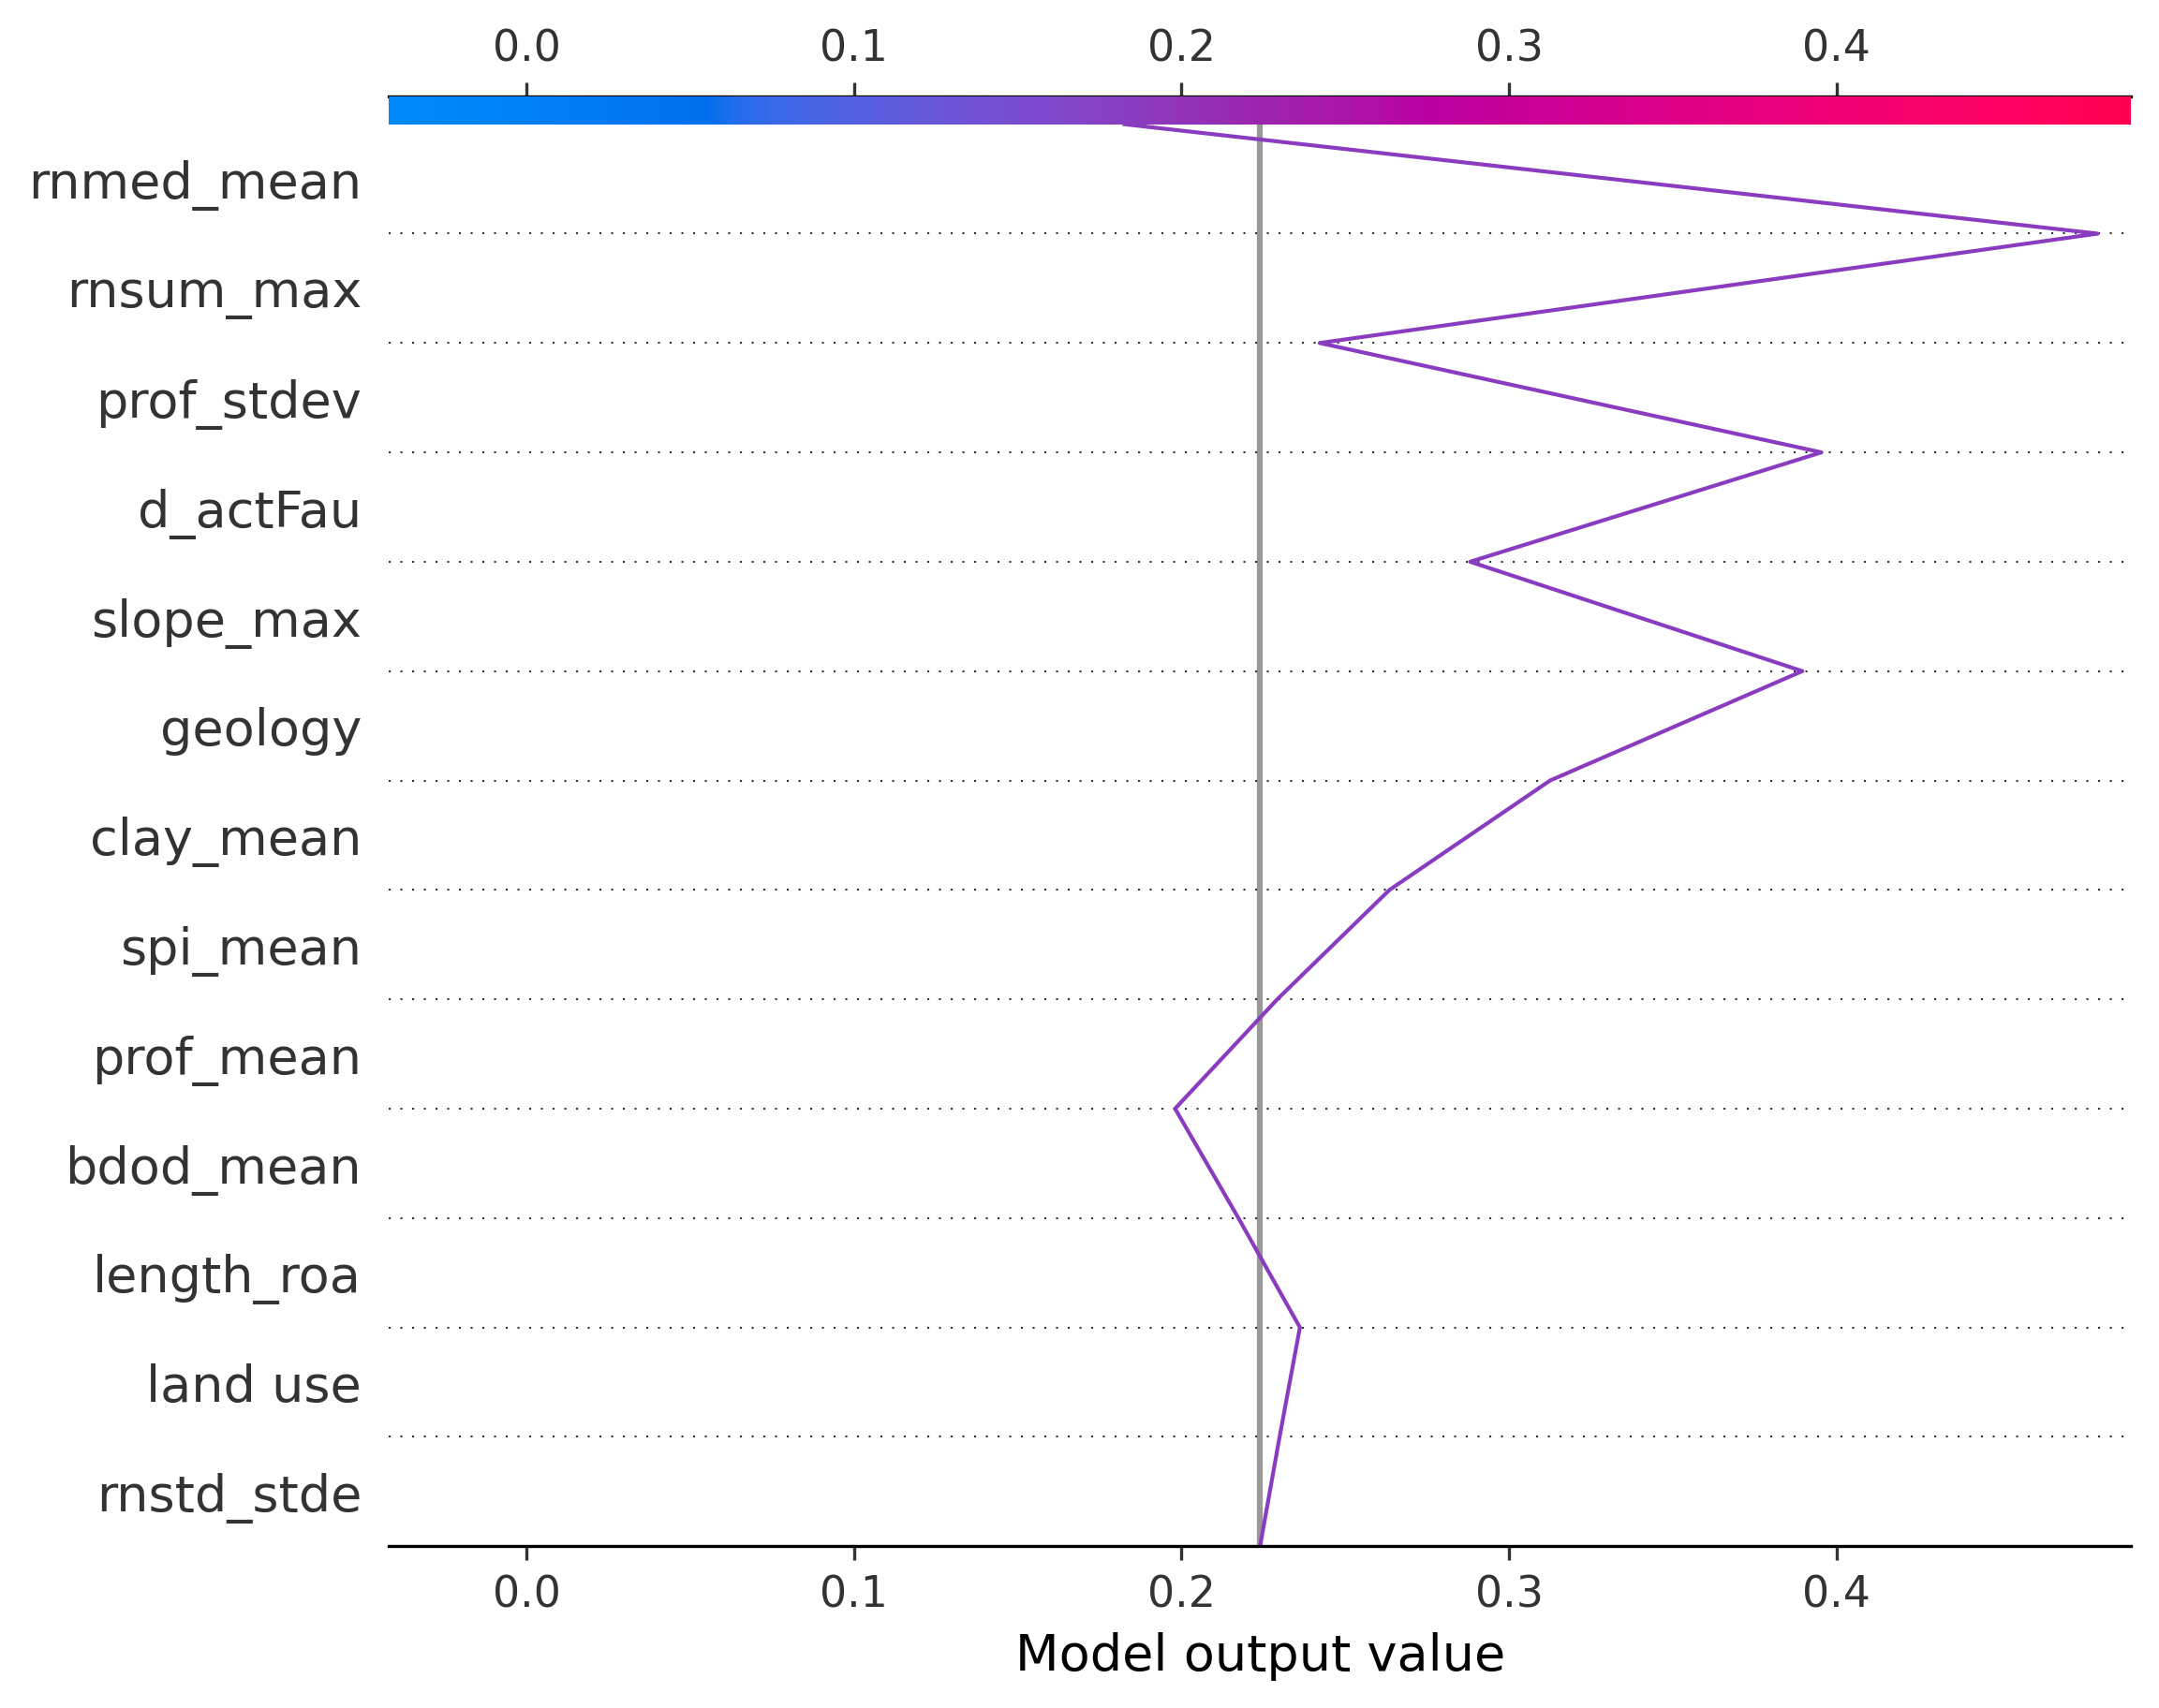 0.0 0.1 0.2 0.3 0.4
rnmed_mean
rnsum_max
prof_stdev
d_actFau
slope_max
geology
clay_mean
spi_mean
prof_mean
bdod_mean
length_roa
land use
rnstd_stde
0.0 0.1 0.2 0.3 0.4
Model output value